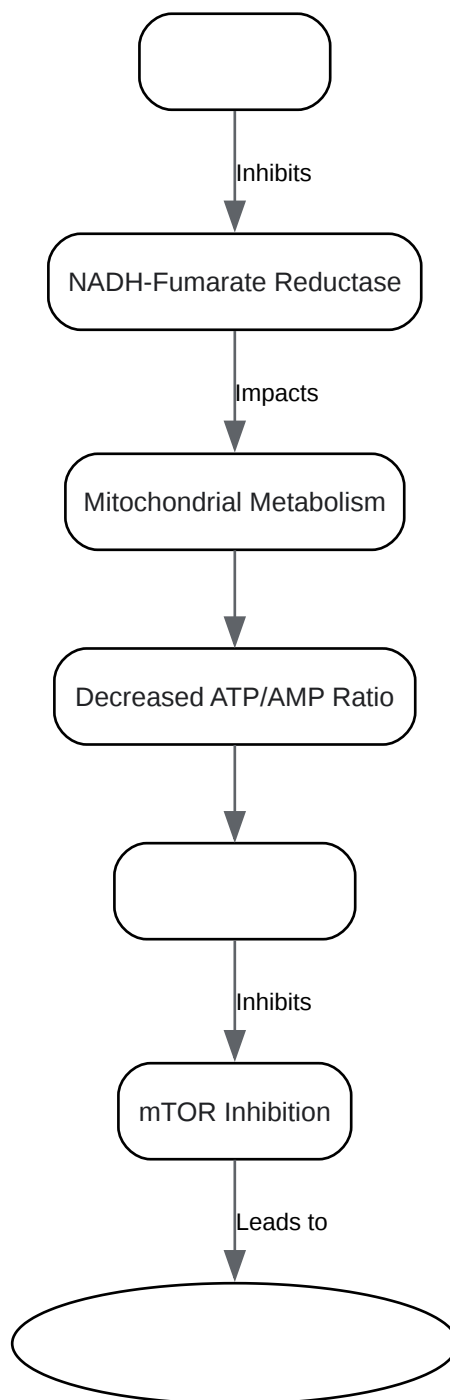 Inhibits
NADH-Fumarate Reductase
Impacts
Mitochondrial Metabolism
Decreased ATP/AMP Ratio
Inhibits
mTOR Inhibition
Leads to